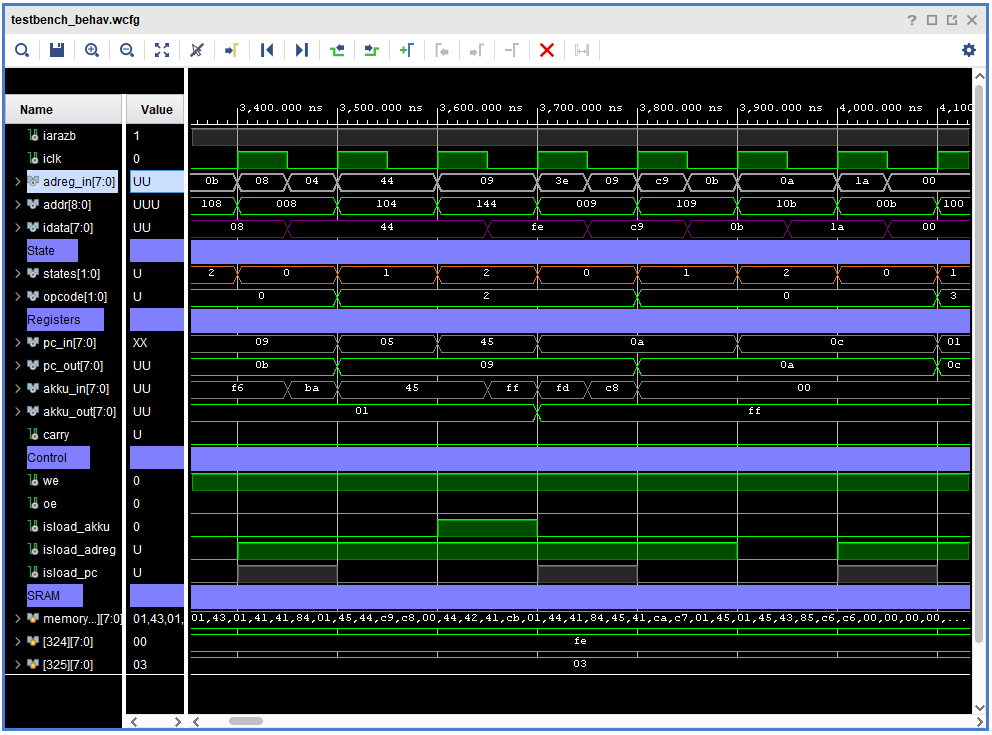 testbench_behav.wcfg
Name Value
3,400.000 ns 3,500.000 ns 3,600.000 ns 3,700.000 ns 3,800.000 ns 3,900.000 ns 4,000.000 ns 4,100
iarazb 1
iclk 0
adreg_in[7:0] UU 0b 08 04 44 09 3e 09 c9 0b 0a 1a 00
addr[8:0] UUU 108 008 104 144 009 109 10b 00b 100
idata[7:0] UU 08 44 fe c9 0b 1a 00
State
states[1:0] U 2 0 1 2 0 1 2 0 1
opcode[1:0] U 0 2 0 3
Registers
pc_in[7:0] XX 09 05 45 0a 0c 01
pc_out[7:0] UU 0b 09 0a 0c
akku_in[7:0] UU f6 ba 45 ff fd c8 00
akku_out[7:0] UU 01 ff
carry U
Control
we 0
oe 0
isload_akku 0
isload_adreg U
isload_pc U
SRAM
memory...][7:0] 01,43,01, 01,43,01,41,41,84,01,45,44,c9,c8,00,44,42,41,cb,01,44,41,84,45,41,ca,c7,01,45,01,45,43,85,c6,c6,00,00,00,00,...
[324][7:0] 00 fe
[325][7:0] 03 03